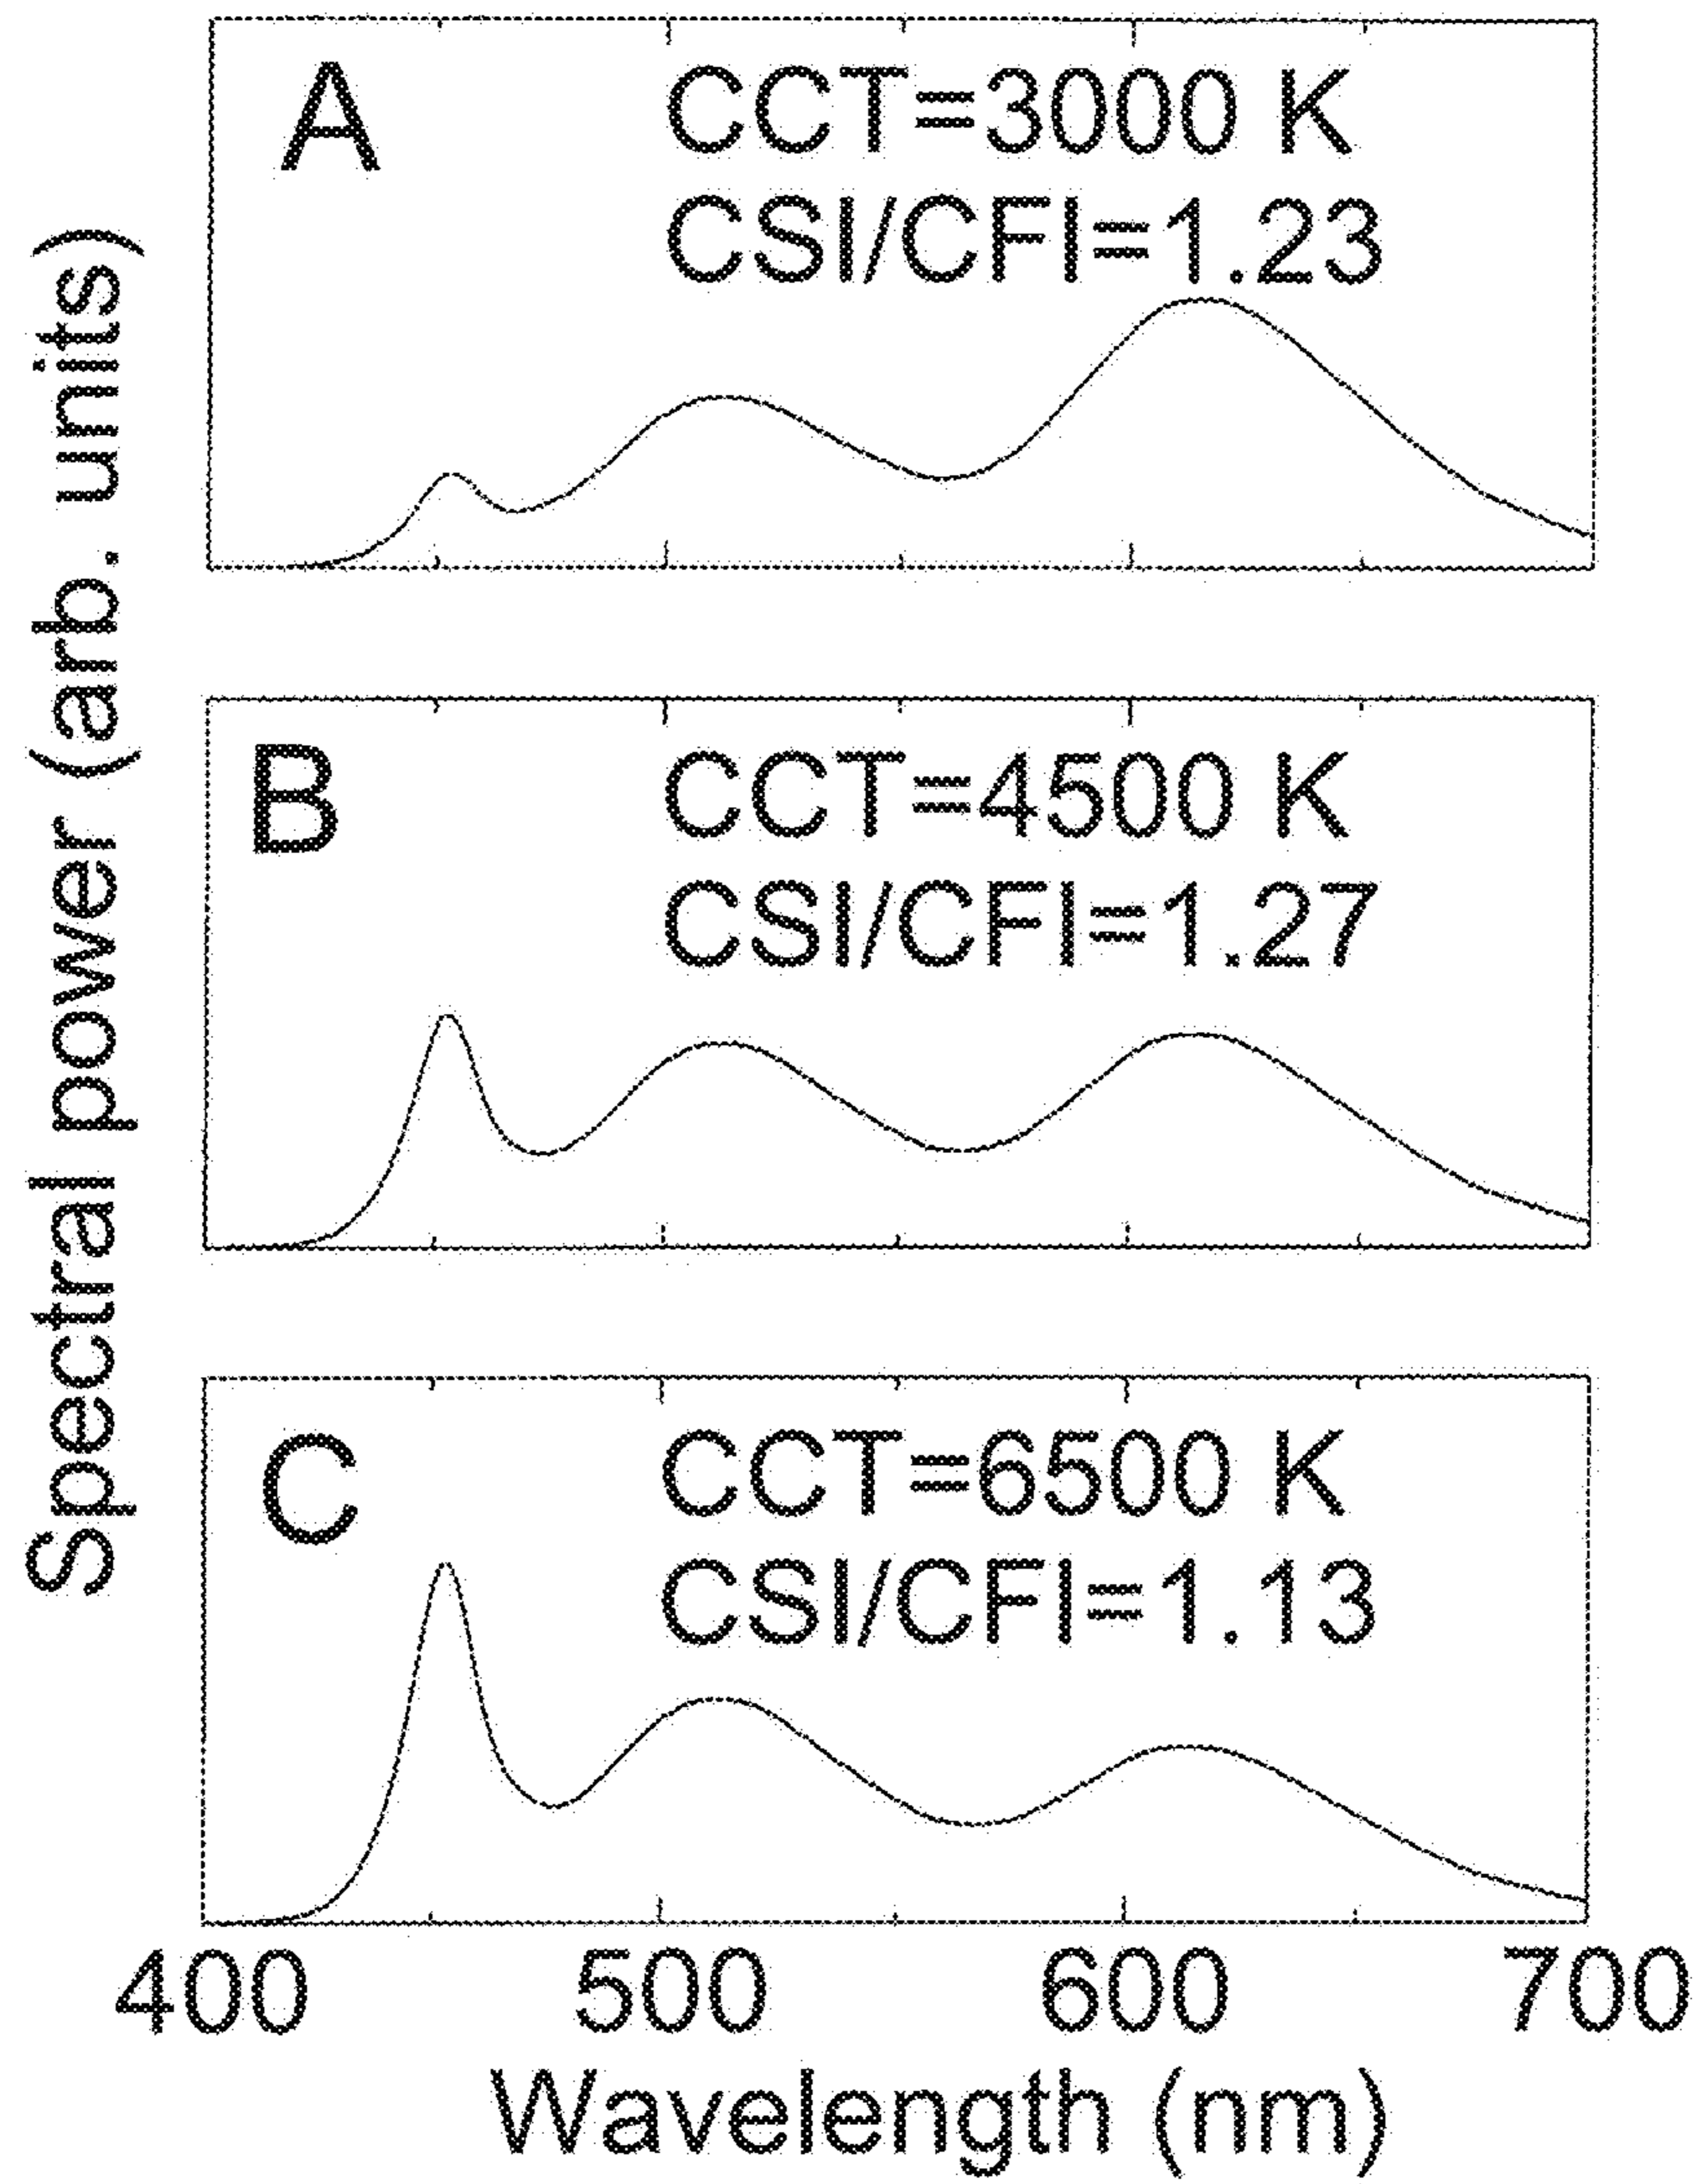 Spectral power (arb. units)
A
CCT=3000 K
CSI/CFI=1.23
B
CCT=4500 K
CSI/CFI=1.27
C
CCT=6500 K
CSI/CFI=1.13
400 500 600 700
Wavelength (nm)